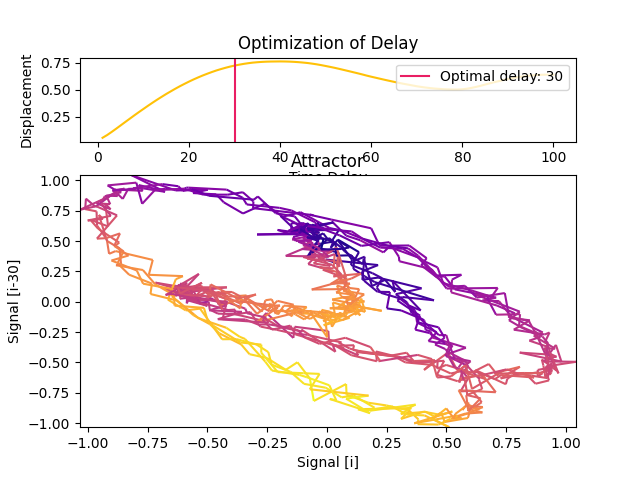 Optimization of Delay
Displacement
0.75
0.50
0.25
Optimal delay: 30
0 20 40 60 80 100
Time Delay
Attractor
Signal [i-30]
1.00
0.75
0.50
0.25
0.00
−0.25
−0.50
−0.75
−1.00
−1.00 −0.75 −0.50 −0.25 0.00 0.25 0.50 0.75 1.00
Signal [i]